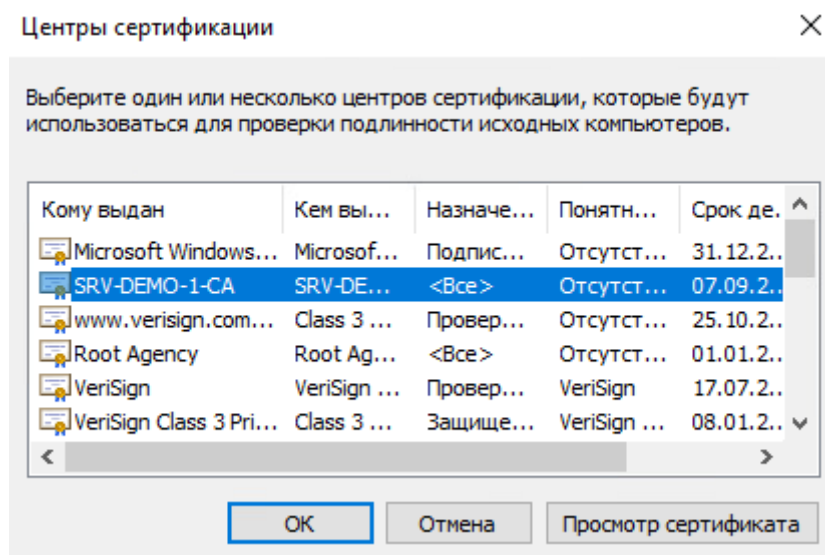 Центры сертификации
Выберите один или несколько центров сертификации, которые будут
использоваться для проверки подлинности исходных компьютеров.
Кому выдан Кем вы... Назначе... Понятн... Срок де.
Microsoft Windows... Microsof... Подпис... Отсутст... 31.12.2..
SRV-DEMO-1-CA SRV-DE... <Все> Отсутст... 07.09.2..
www.verisign.com... Class 3 ... Провер... Отсутст... 25.10.2..
Root Agency Root Ag... <Все> Отсутст... 01.01.2..
VeriSign VeriSign ... Провер... VeriSign 17.07.2..
VeriSign Class 3 Pri... Class 3 ... Защище... VeriSign ... 08.01.2..
ОК Отмена Просмотр сертификата